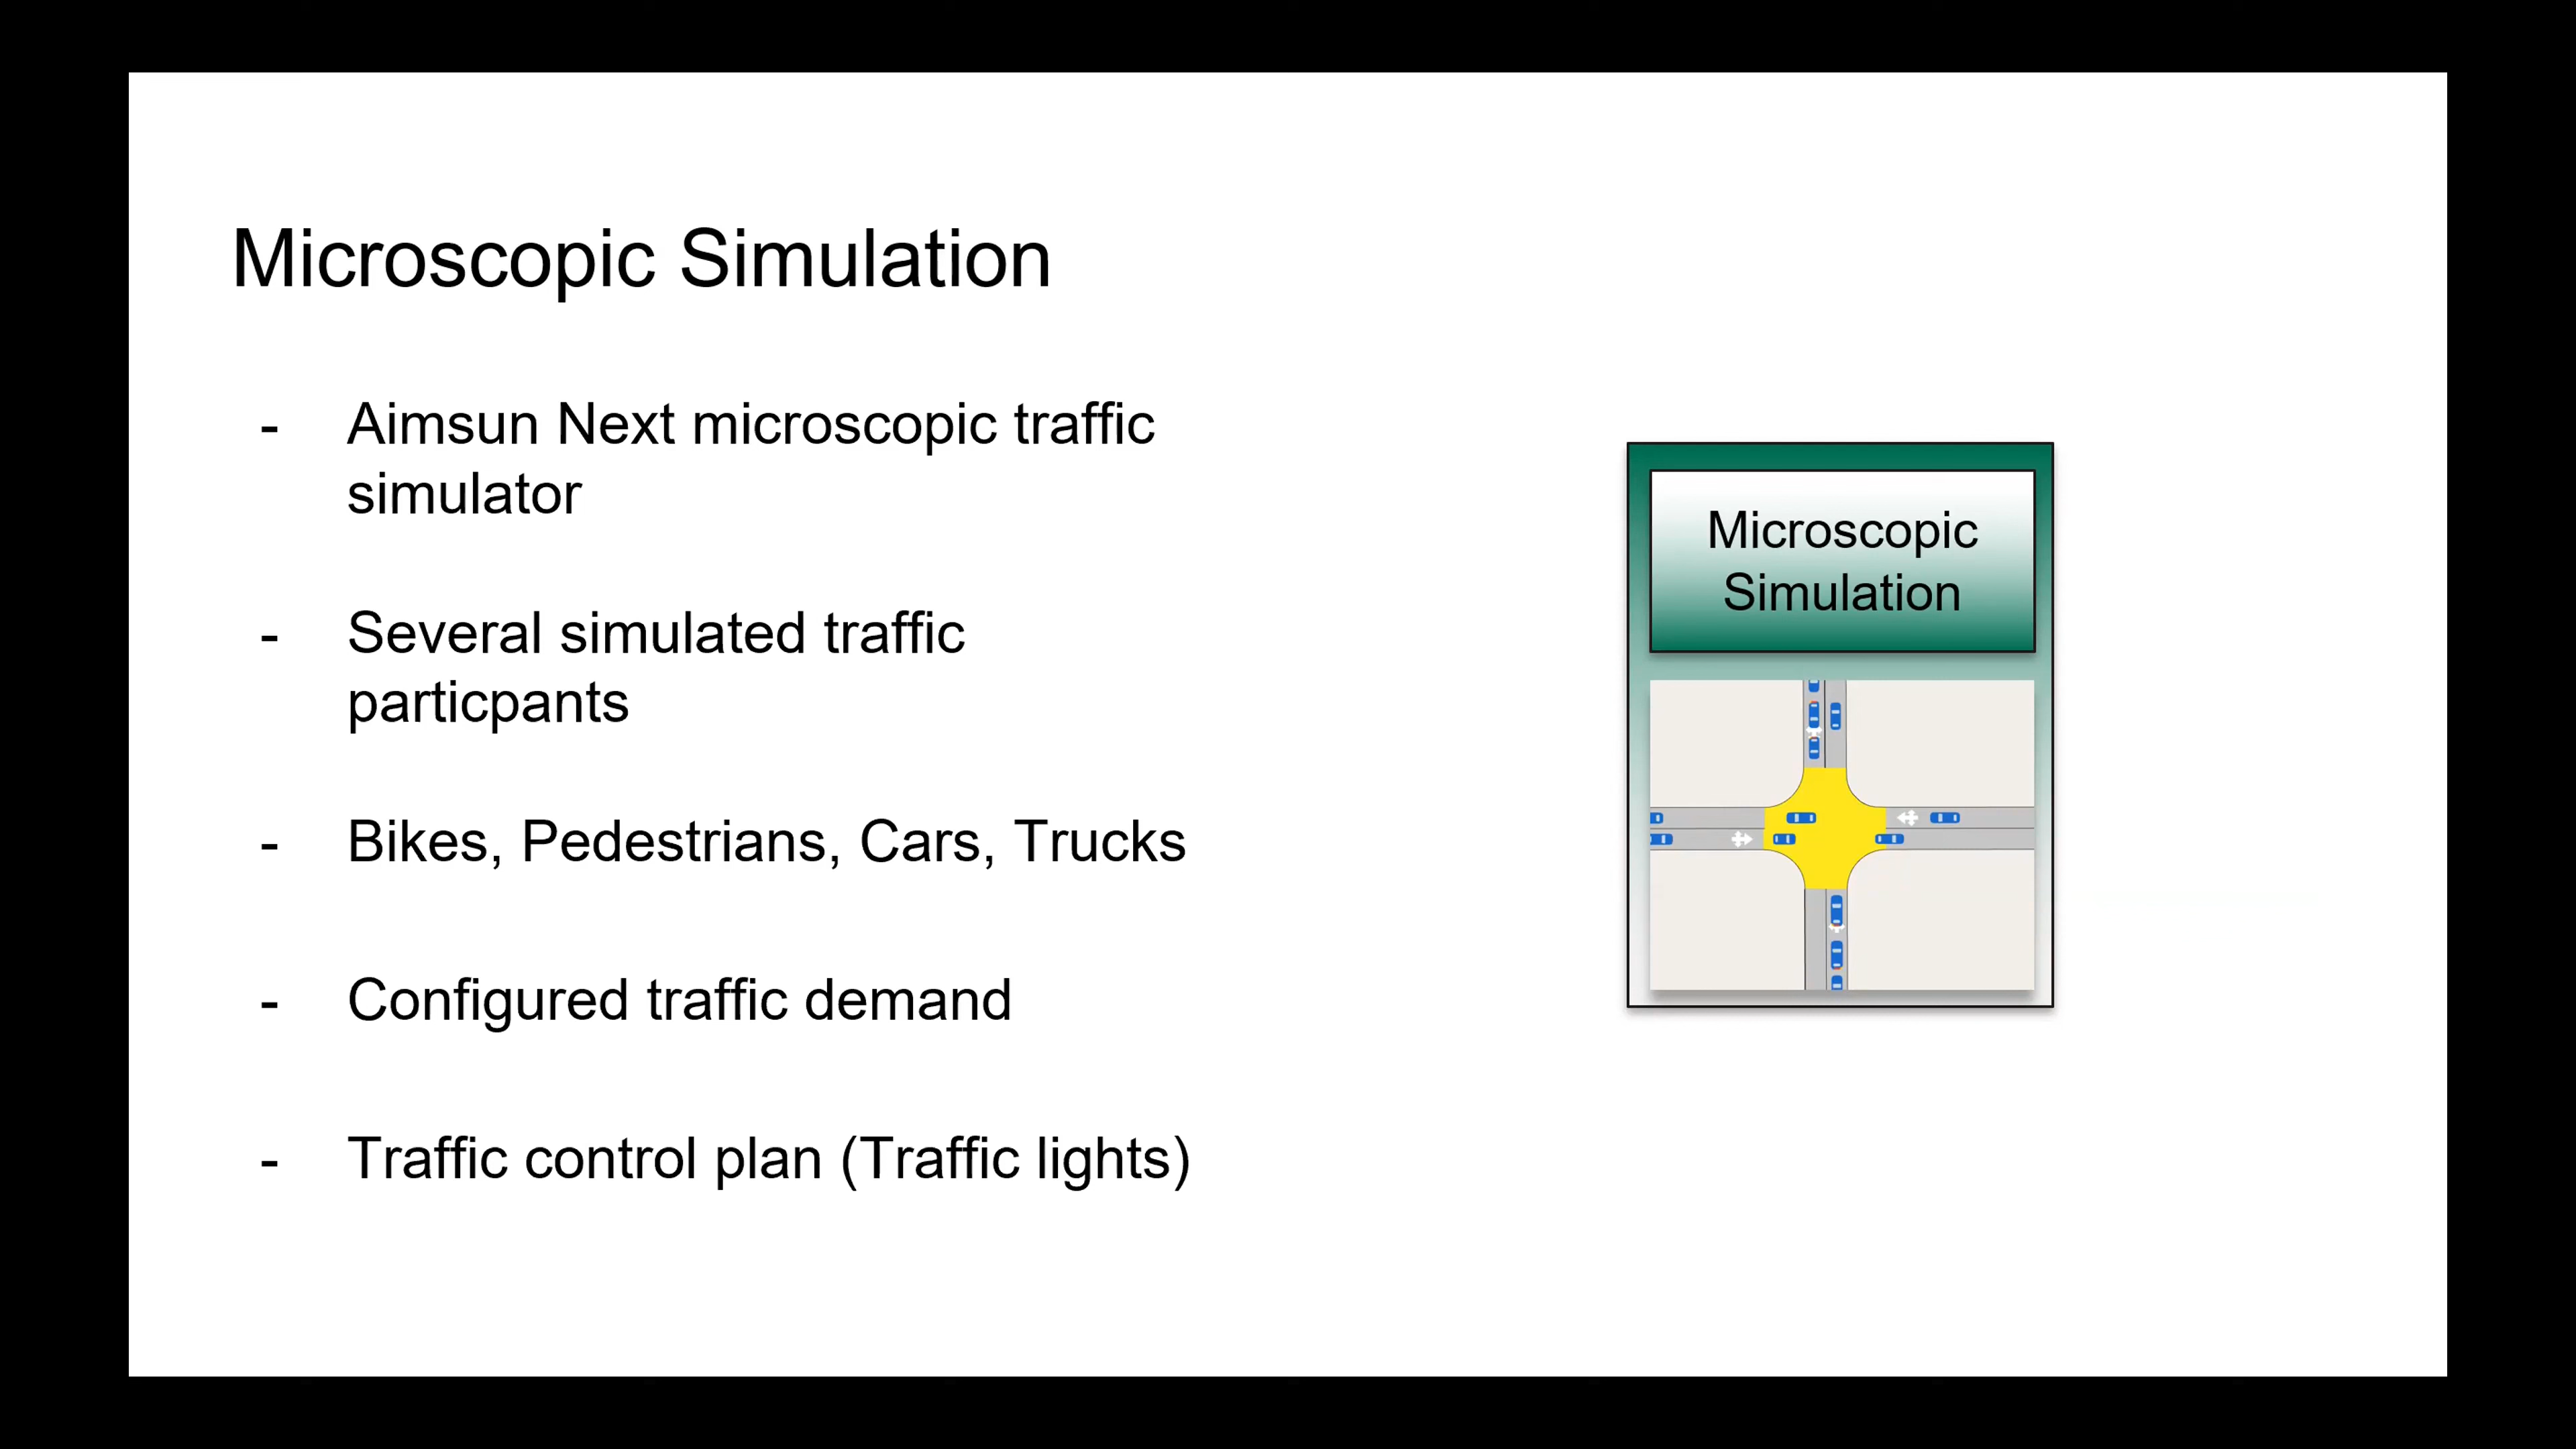 Microscopic Simulation
- Aimsun Next microscopic traffic
simulator
- Several simulated traffic
particpants
- Bikes, Pedestrians, Cars, Trucks
- Configured traffic demand
- Traffic control plan (Traffic lights)
Microscopic
Simulation